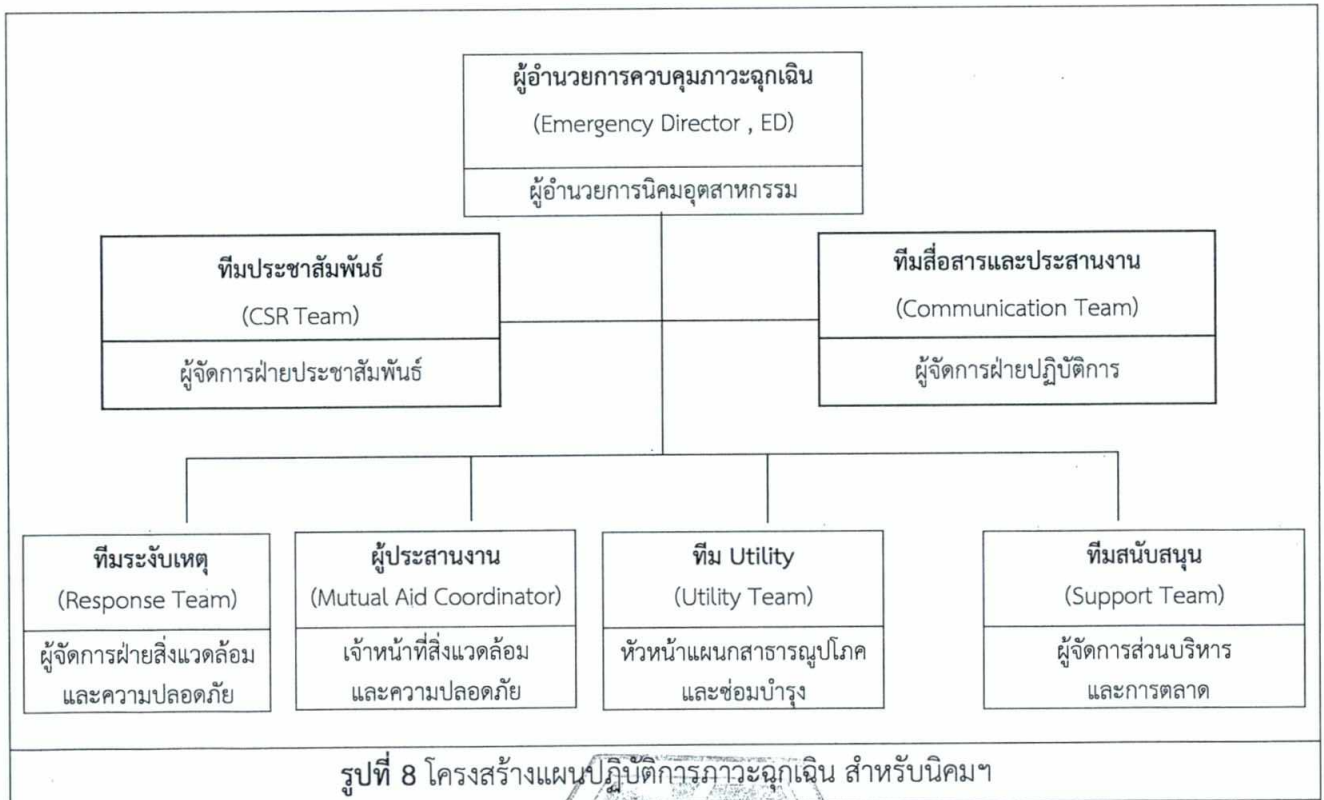 ผู้อำนวยการควบคุมภาวะฉุกเฉิน
(Emergency Director , ED)
ผู้อำนวยการนิคมอุตสาหกรรม
ทีมประชาสัมพันธ์
(CSR Team)
ผู้จัดการฝ่ายประชาสัมพันธ์
ทีมสื่อสารและประสานงาน
(Communication Team)
ผู้จัดการฝ่ายปฏิบัติการ
ทีมระงับเหตุ
(Response Team)
ผู้จัดการฝ่ายสิ่งแวดล้อม
และความปลอดภัย
ผู้ประสานงาน
(Mutual Aid Coordinator)
เจ้าหน้าที่สิ่งแวดล้อม
และความปลอดภัย
ทีม Utility
(Utility Team)
หัวหน้าแผนกสาธารณูปโภค
และซ่อมบำรุง
ทีมสนับสนุน
(Support Team)
ผู้จัดการส่วนบริหาร
และการตลาด
รูปที่ 8 โครงสร้างแผนปฏิบัติการภาวะฉุกเฉิน สำหรับนิคมฯ